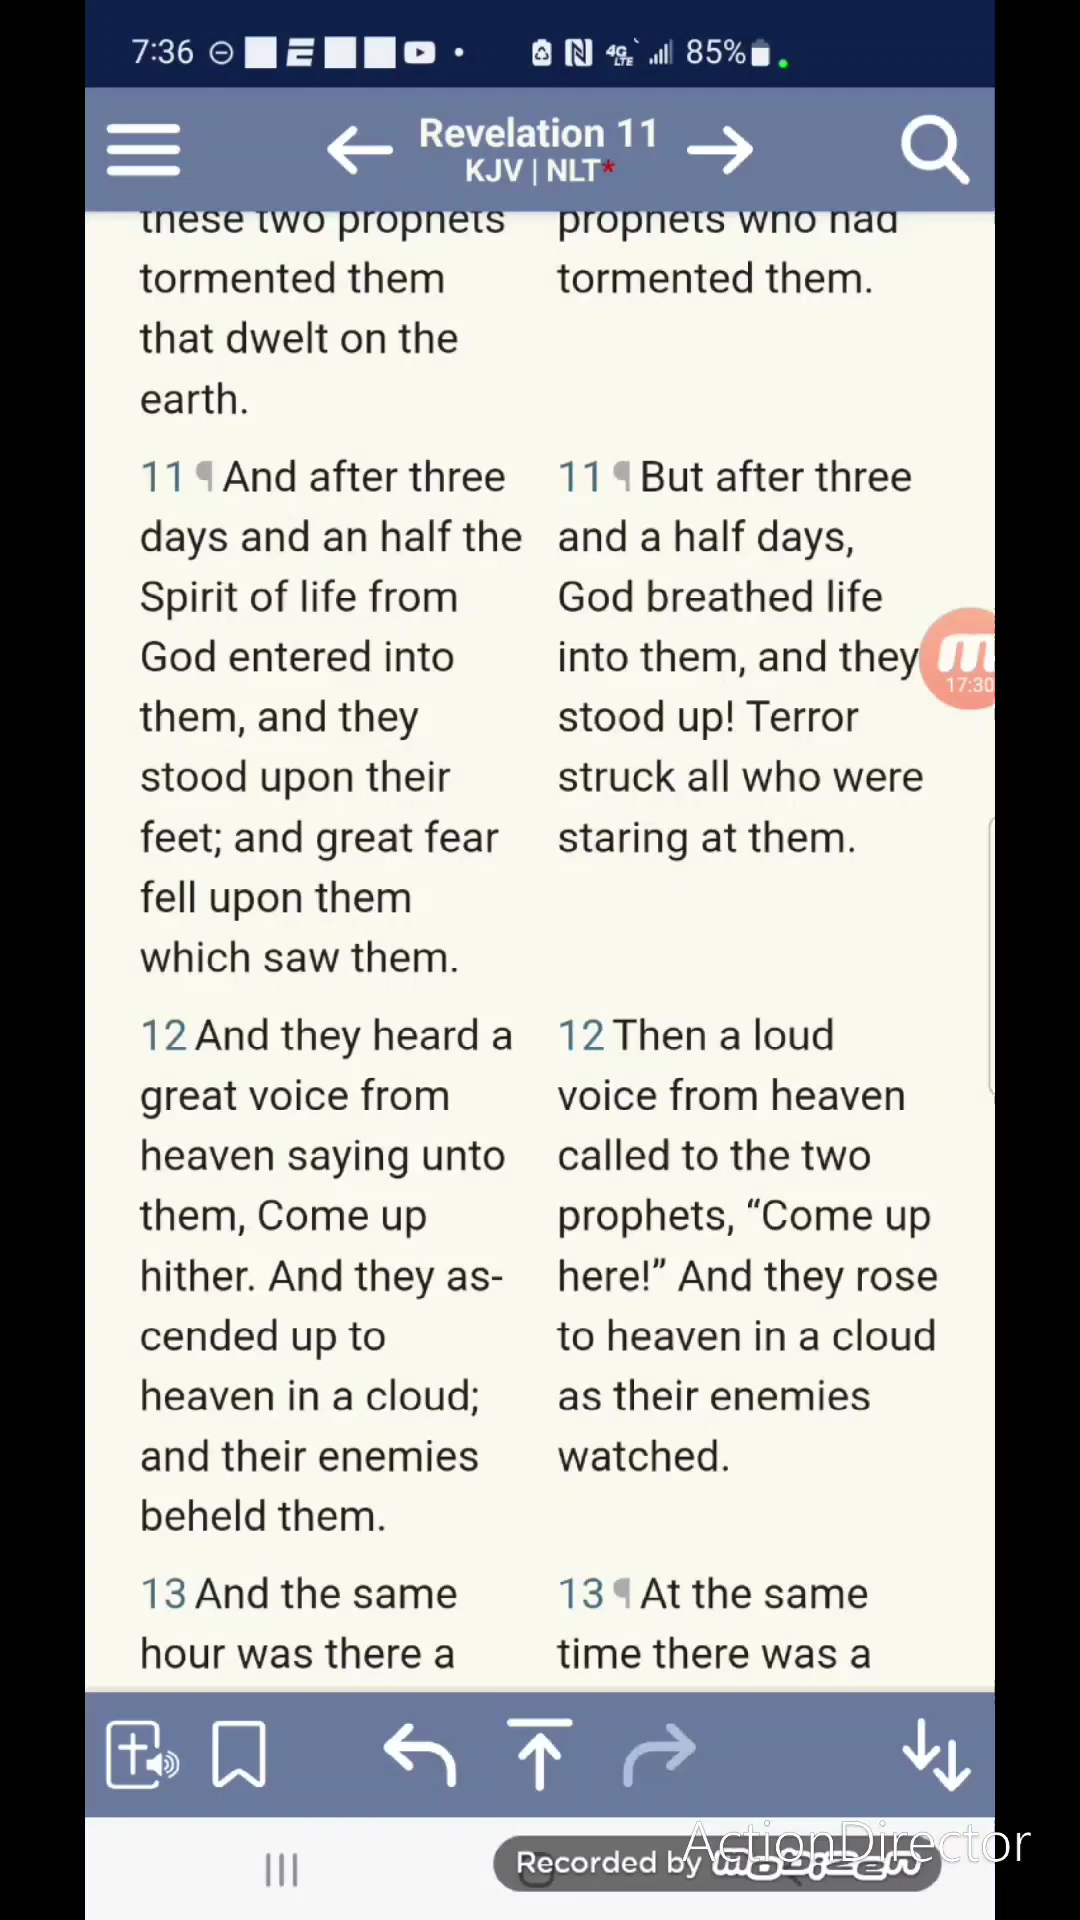 7:36
4G LTE 85%
Revelation 11
KJV | NLT*
these two prophets
tormented them
that dwelt on the
earth.
prophets who had
tormented them.
11 ¶ And after three
days and an half the
Spirit of life from
God entered into
them, and they
stood upon their
feet; and great fear
fell upon them
which saw them.
11 ¶ But after three
and a half days,
God breathed life
into them, and they
stood up! Terror
struck all who were
staring at them.
17:30
12 And they heard a
great voice from
heaven saying unto
them, Come up
hither. And they as-
cended up to
heaven in a cloud;
and their enemies
beheld them.
12 Then a loud
voice from heaven
called to the two
prophets, “Come up
here!” And they rose
to heaven in a cloud
as their enemies
watched.
13 And the same
hour was there a
13 ¶ At the same
time there was a
ActionDirector
Recorded by mobizen